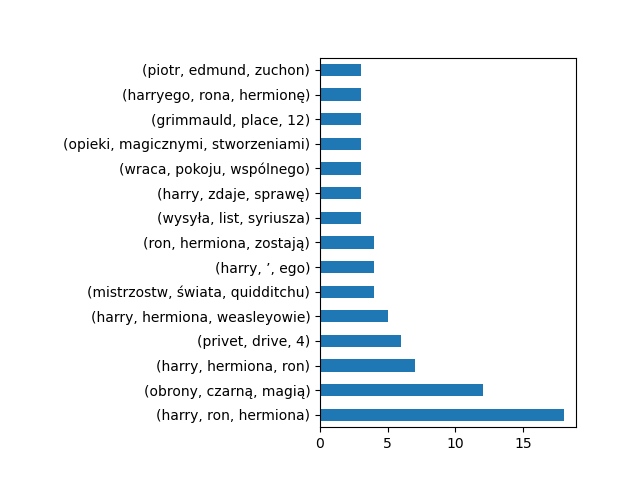 (piotr, edmund, zuchon)
(harryego, rona, hermionę)
(grimmauld, place, 12)
(opieki, magicznymi, stworzeniami)
(wraca, pokoju, wspólnego)
(harry, zdaje, sprawę)
(wysyła, list, syriusza)
(ron, hermiona, zostają)
(harry, ’, ego)
(mistrzostw, świata, quidditchu)
(harry, hermiona, weasleyowie)
(privet, drive, 4)
(harry, hermiona, ron)
(obrony, czarną, magią)
(harry, ron, hermiona)
0 5 10 15